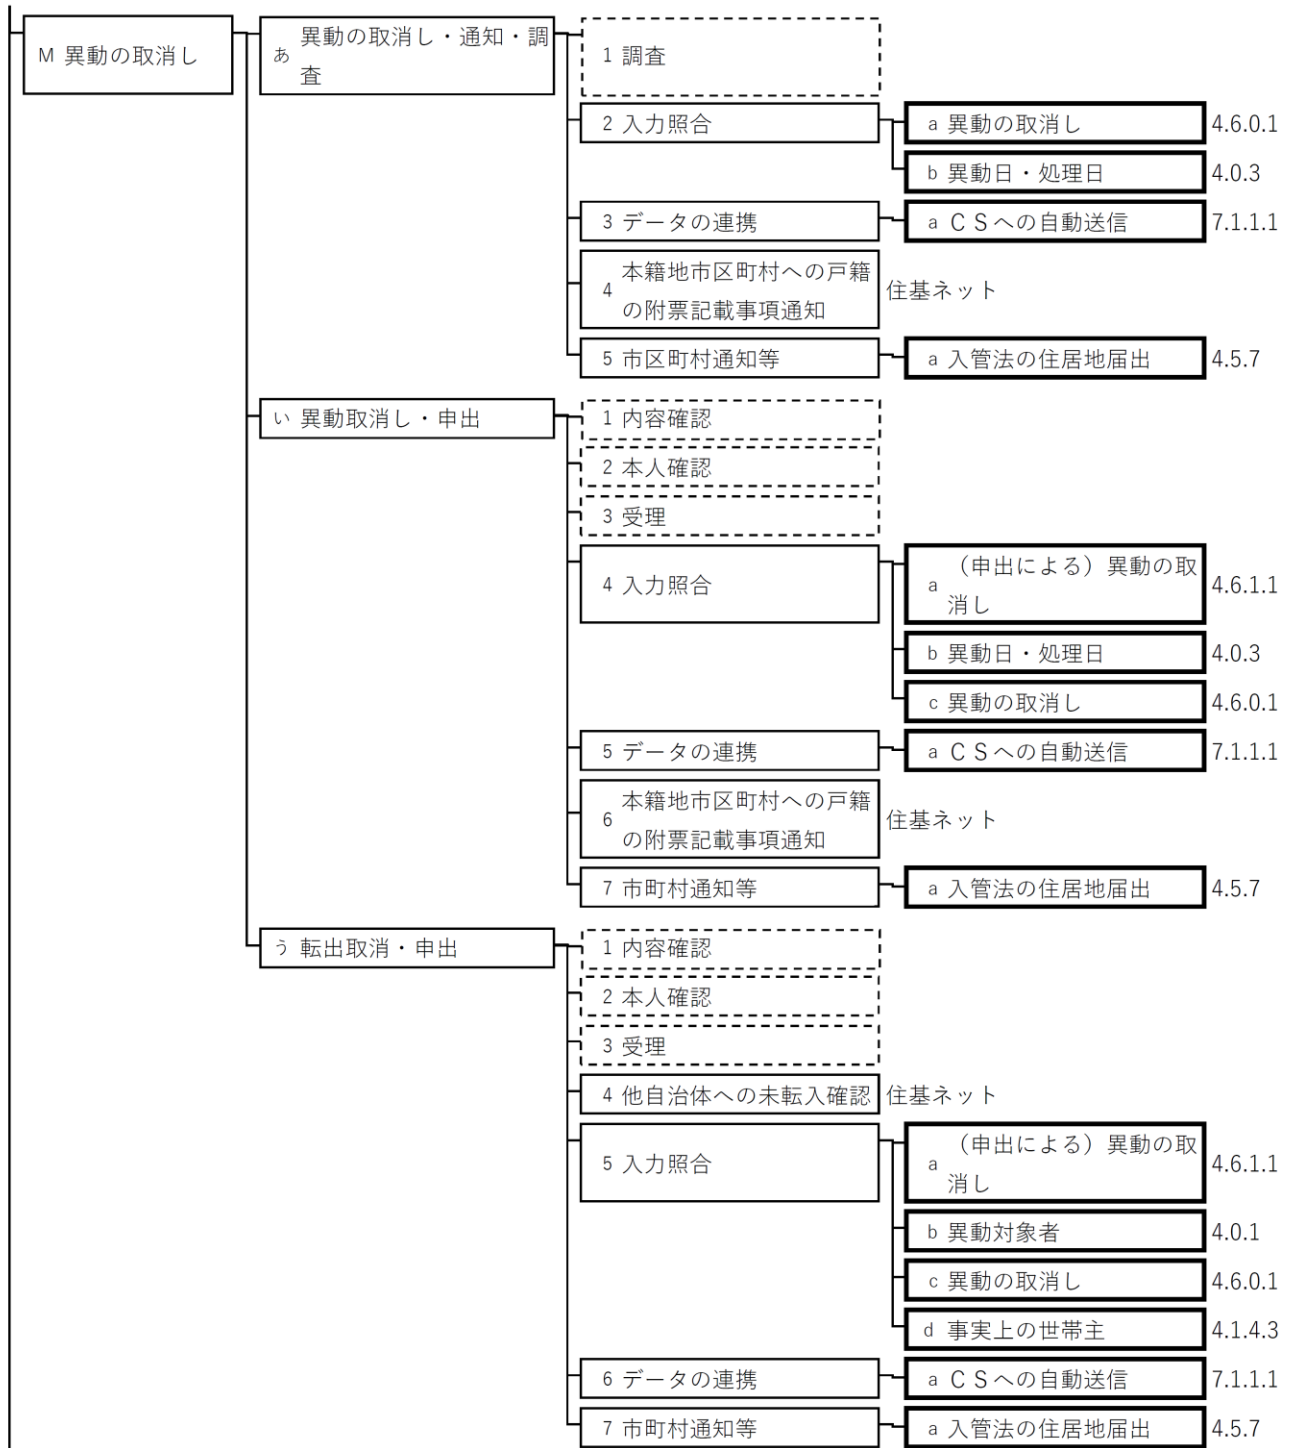 M 異動の取消し
あ 異動の取消し・通知・調
査
1 調査
2 入力照合
a 異動の取消し 4.6.0.1
b 異動日・処理日 4.0.3
3 データの連携
a ＣＳへの自動送信 7.1.1.1
4 本籍地市区町村への戸籍
の附票記載事項通知
住基ネット
5 市区町村通知等
a 入管法の住居地届出 4.5.7
い 異動取消し・申出
1 内容確認
2 本人確認
3 受理
4 入力照合
a （申出による）異動の取
消し
4.6.1.1
b 異動日・処理日 4.0.3
c 異動の取消し 4.6.0.1
5 データの連携
a ＣＳへの自動送信 7.1.1.1
6 本籍地市区町村への戸籍
の附票記載事項通知
住基ネット
7 市町村通知等
a 入管法の住居地届出 4.5.7
う 転出取消・申出
1 内容確認
2 本人確認
3 受理
4 他自治体への未転入確認 住基ネット
5 入力照合
a （申出による）異動の取
消し
4.6.1.1
b 異動対象者 4.0.1
c 異動の取消し 4.6.0.1
d 事実上の世帯主 4.1.4.3
6 データの連携
a ＣＳへの自動送信 7.1.1.1
7 市町村通知等
a 入管法の住居地届出 4.5.7